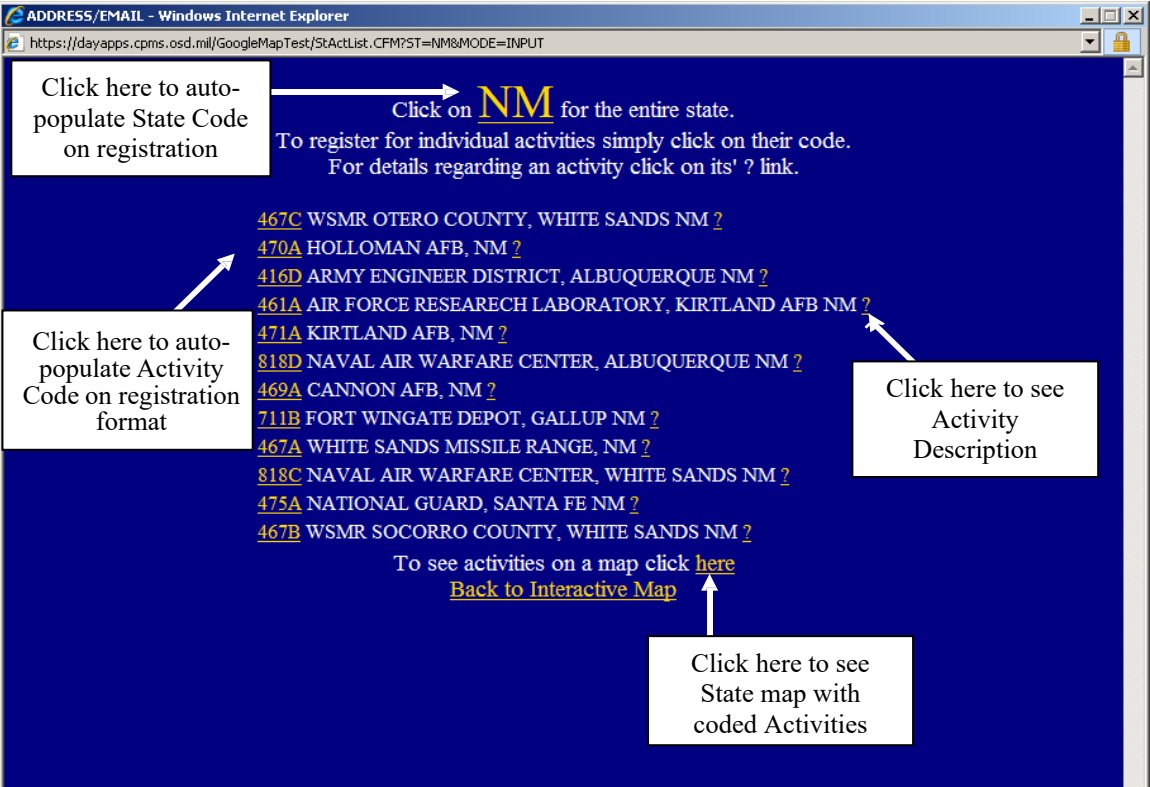 ADDRESS/EMAIL - Windows Internet Explorer
https://dayapps.cpms.osd.mil/GoogleMapTest/StActList.CFM?ST=NM&MODE=INPUT
Click here to auto-
populate State Code
on registration
Click on NM for the entire state.
To register for individual activities simply click on their code.
For details regarding an activity click on its' ? link.
467C WSMR OTERO COUNTY, WHITE SANDS NM ?
470A HOLLOMAN AFB, NM ?
416D ARMY ENGINEER DISTRICT, ALBUQUERQUE NM ?
461A AIR FORCE RESEARECH LABORATORY, KIRTLAND AFB NM ?
471A KIRTLAND AFB, NM ?
818D NAVAL AIR WARFARE CENTER, ALBUQUERQUE NM ?
469A CANNON AFB, NM ?
711B FORT WINGATE DEPOT, GALLUP NM ?
467A WHITE SANDS MISSILE RANGE, NM ?
818C NAVAL AIR WARFARE CENTER, WHITE SANDS NM ?
475A NATIONAL GUARD, SANTA FE NM ?
467B WSMR SOCORRO COUNTY, WHITE SANDS NM ?
Click here to auto-
populate Activity
Code on registration
format
Click here to see
Activity
Description
To see activities on a map click here
Back to Interactive Map
Click here to see
State map with
coded Activities